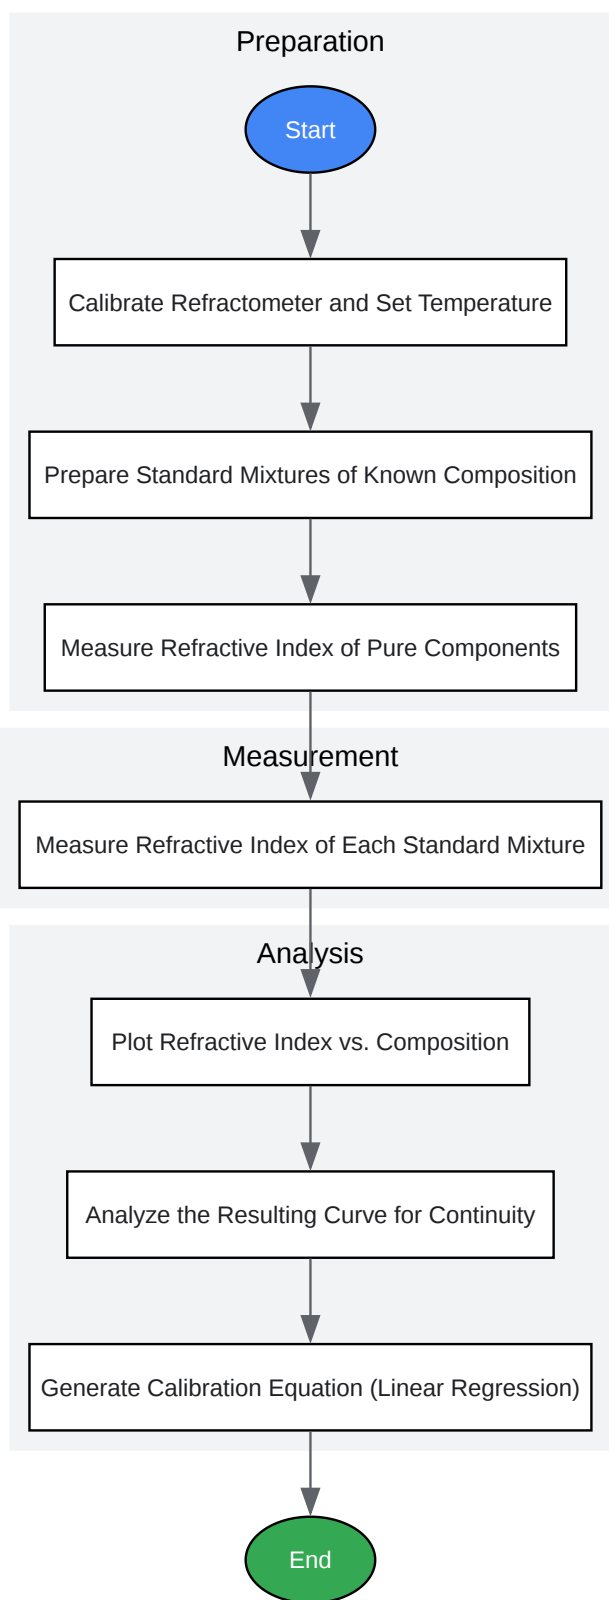 Preparation
Start
Calibrate Refractometer and Set Temperature
Prepare Standard Mixtures of Known Composition
Measure Refractive Index of Pure Components
Measurement
Measure Refractive Index of Each Standard Mixture
Analysis
Plot Refractive Index vs. Composition
Analyze the Resulting Curve for Continuity
Generate Calibration Equation (Linear Regression)
End